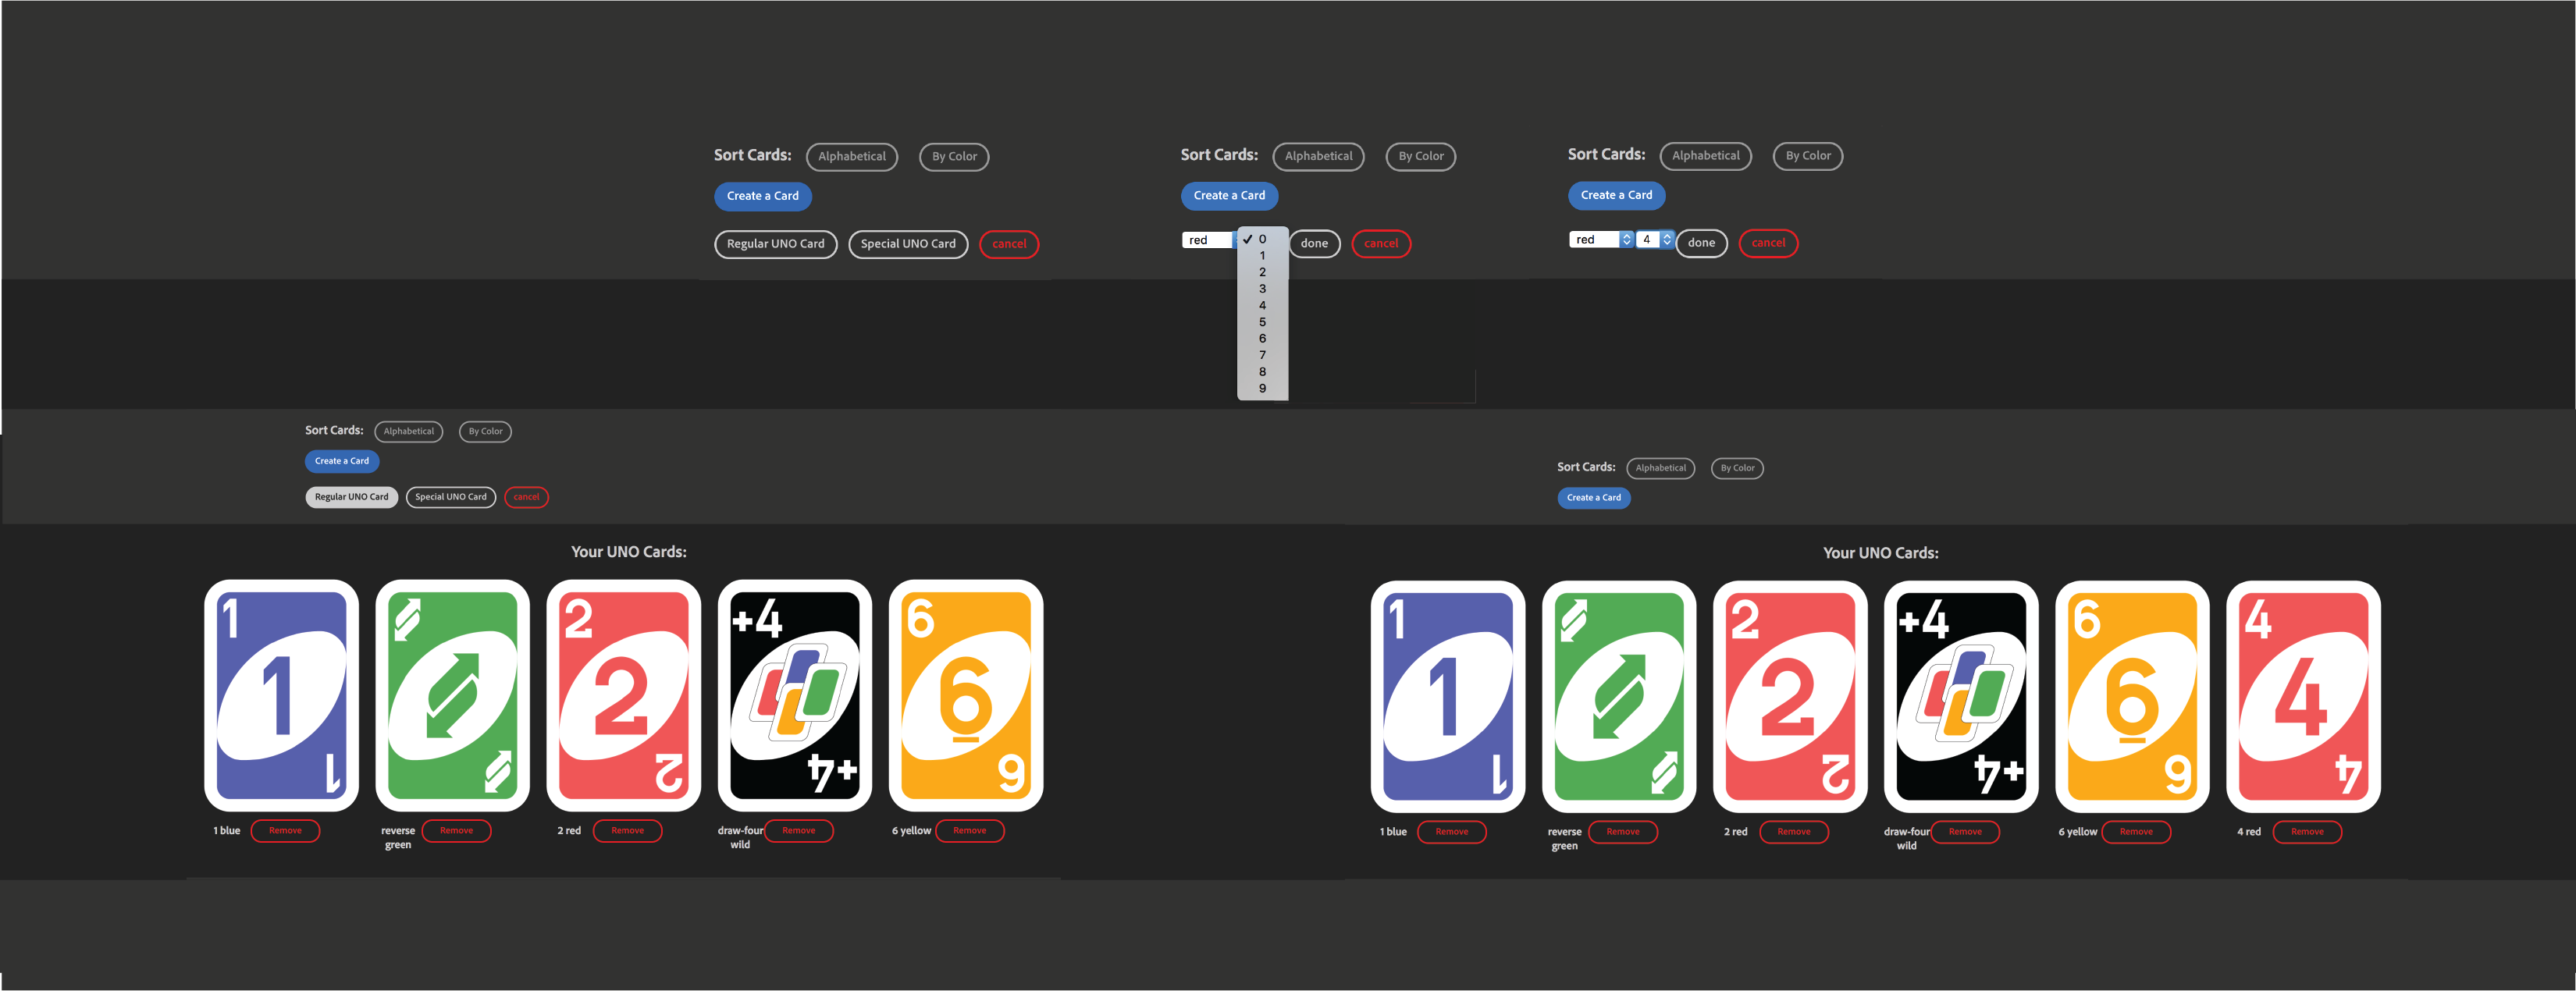 Sort Cards: Alphabetical By Color
Create a Card
Regular UNO Card Special UNO Card cancel
Sort Cards: Alphabetical By Color
Create a Card
red ✓ 0 done cancel
1
2
3
4
5
6
7
8
9
Sort Cards: Alphabetical By Color
Create a Card
red 4 done cancel
Sort Cards: Alphabetical By Color
Create a Card
Regular UNO Card Special UNO Card cancel
Your UNO Cards:
1 2 +4 6
1 2 6
1 2 +4 6
1 blue Remove reverse Remove 2 red Remove draw-four Remove 6 yellow Remove
green wild
Sort Cards: Alphabetical By Color
Create a Card
Your UNO Cards:
1 2 +4 6 4
1 2 6 4
1 2 +4 6 4
1 blue Remove reverse Remove 2 red Remove draw-four Remove 6 yellow Remove 4 red Remove
green wild